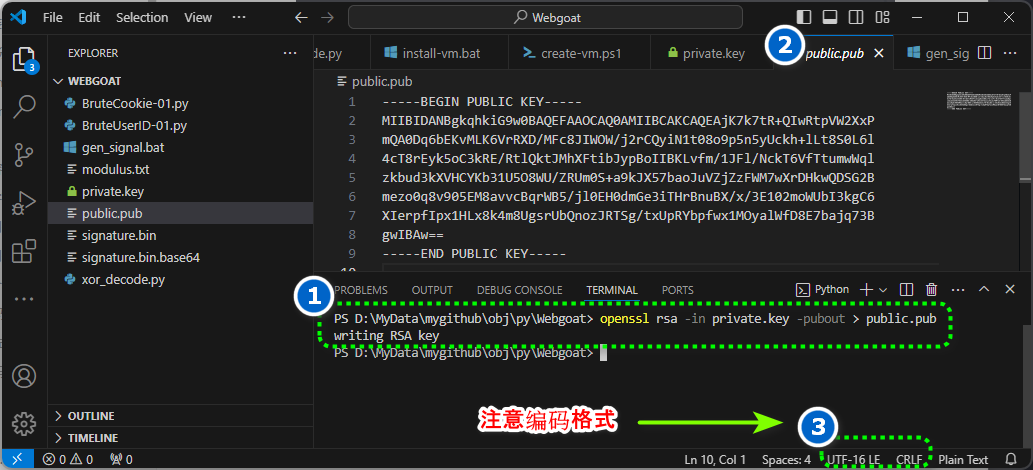 File Edit Selection View ··· Webgoat
EXPLORER ···
WEBGOAT
BruteCookie-01.py
BruteUserID-01.py
gen_signal.bat
modulus.txt
private.key
public.pub
signature.bin
signature.bin.base64
xor_decode.py
OUTLINE
TIMELINE
3
de.py install-vm.bat create-vm.ps1 private.key public.pub gen_sig
2
public.pub
1 -----BEGIN PUBLIC KEY-----
2 MIIBIDANBgkqhkiG9w0BAQEFAAOCAQ0AMIIBCAKCAQEAjK7k7tR+QIwRtpVW2XxP
3 mQA0Dq6bEKvMLK6VrRXD/MFc8JIWOW/j2rCQyiN1t08o9p5n5yUckh+lLt8S0L6l
4 4cT8rEyk5oC3kRE/RtlQktJMhXFtibJypBoIIBKLvfm/1JFl/NckT6VfTtumwWql
5 zkbud3kXVHCYKb31U5O8WU/ZRUm0S+a9kJX57baoJuVZjZzFWM7wXrDHkwQDSG2B
6 mezo0q8v905EM8avvcBqrWB5/jl0EH0dmGe3iTHrBnuBX/x/3E102moWUbI3kgC6
7 XIerpfIpx1HLx8k4m8UgsrUbQnozJRTSg/txUpRYbpfwx1MOyalWfD8E7bajq73B
8 gwIBAw==
9 -----END PUBLIC KEY-----
10
1
PROBLEMS OUTPUT DEBUG CONSOLE TERMINAL PORTS Python
PS D:\MyData\mygithub\obj\py\Webgoat> openssl rsa -in private.key -pubout > public.pub
writing RSA key
PS D:\MyData\mygithub\obj\py\Webgoat>
注意编码格式
3
0 0 0 Ln 10, Col 1 Spaces: 4 UTF-16 LE CRLF Plain Text